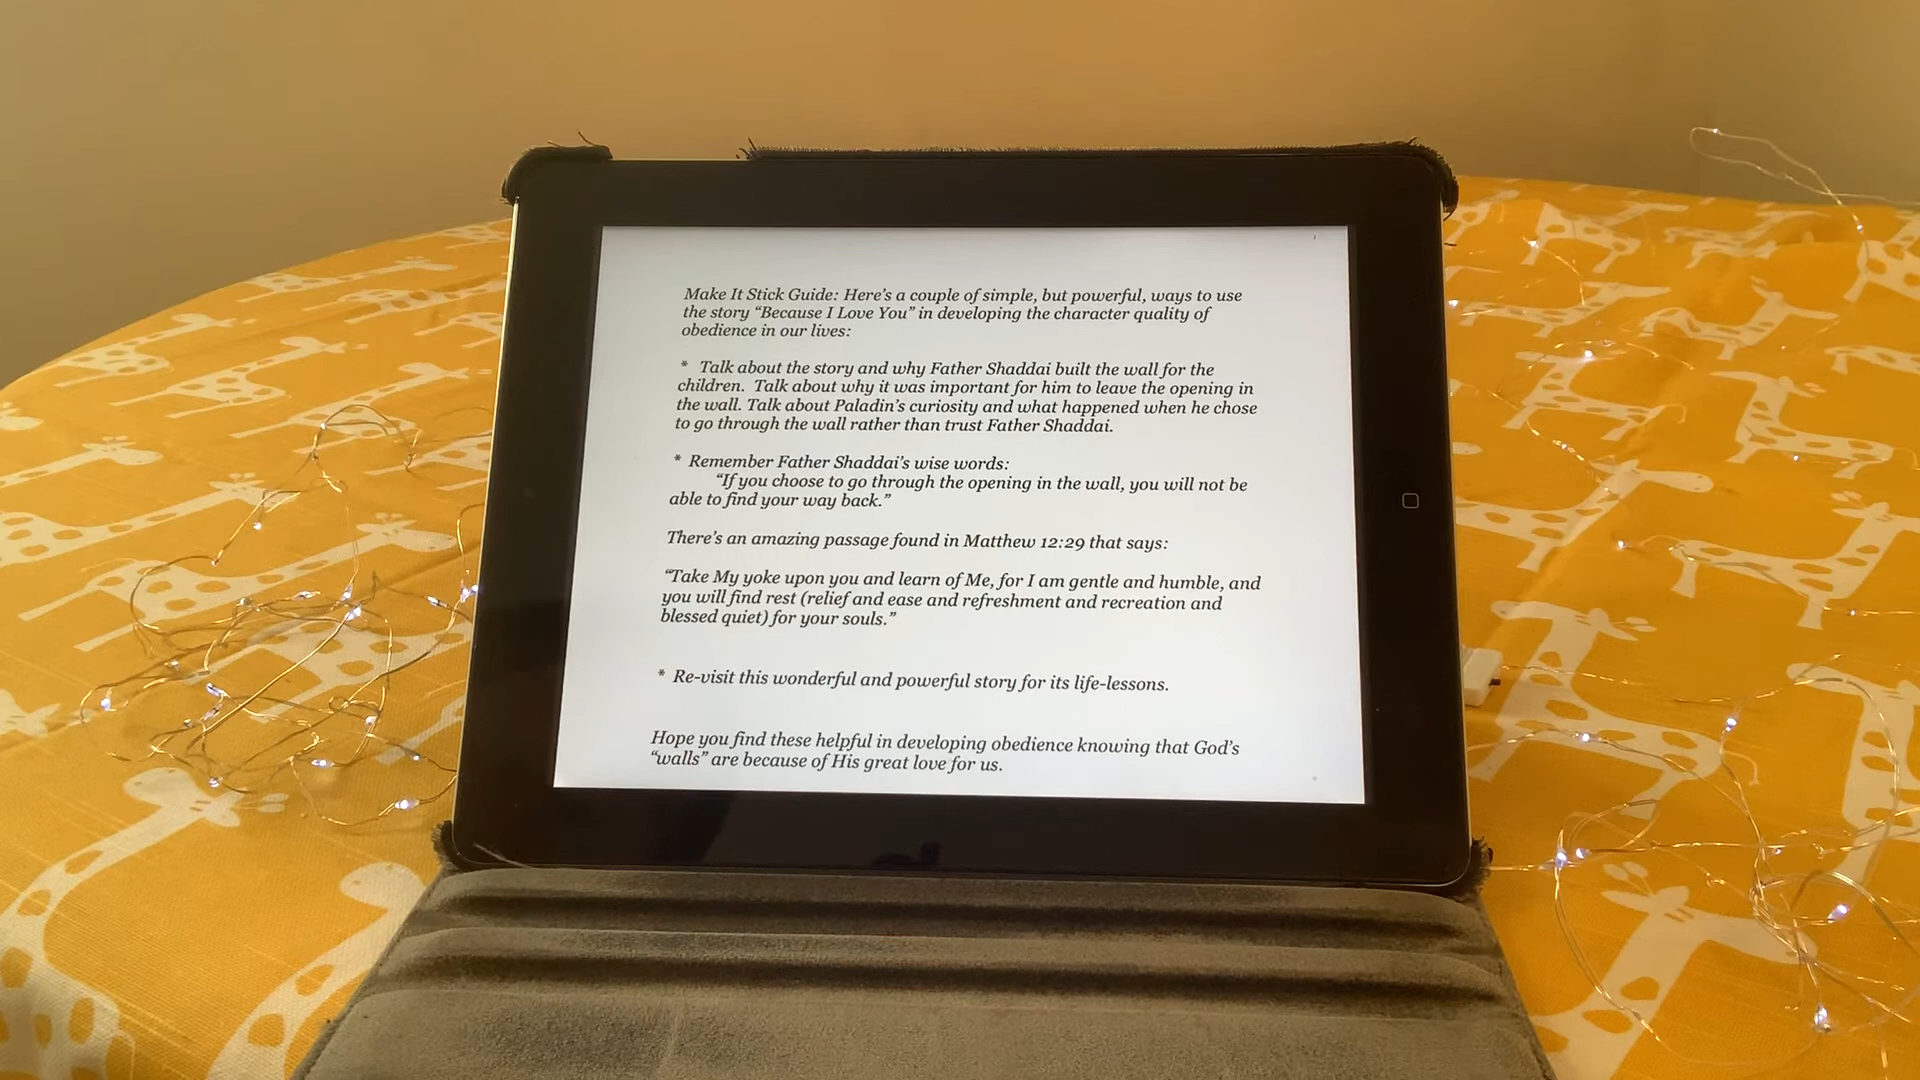 Make It Stick Guide: Here's a couple of simple, but powerful, ways to use
the story “Because I Love You” in developing the character quality of
obedience in our lives:
* Talk about the story and why Father Shaddai built the wall for the
children. Talk about why it was important for him to leave the opening in
the wall. Talk about Paladin's curiosity and what happened when he chose
to go through the wall rather than trust Father Shaddai.
* Remember Father Shaddai's wise words:
“If you choose to go through the opening in the wall, you will not be
able to find your way back.”
There's an amazing passage found in Matthew 12:29 that says:
“Take My yoke upon you and learn of Me, for I am gentle and humble, and
you will find rest (relief and ease and refreshment and recreation and
blessed quiet) for your souls.”
* Re-visit this wonderful and powerful story for its life-lessons.
Hope you find these helpful in developing obedience knowing that God's
“walls” are because of His great love for us.